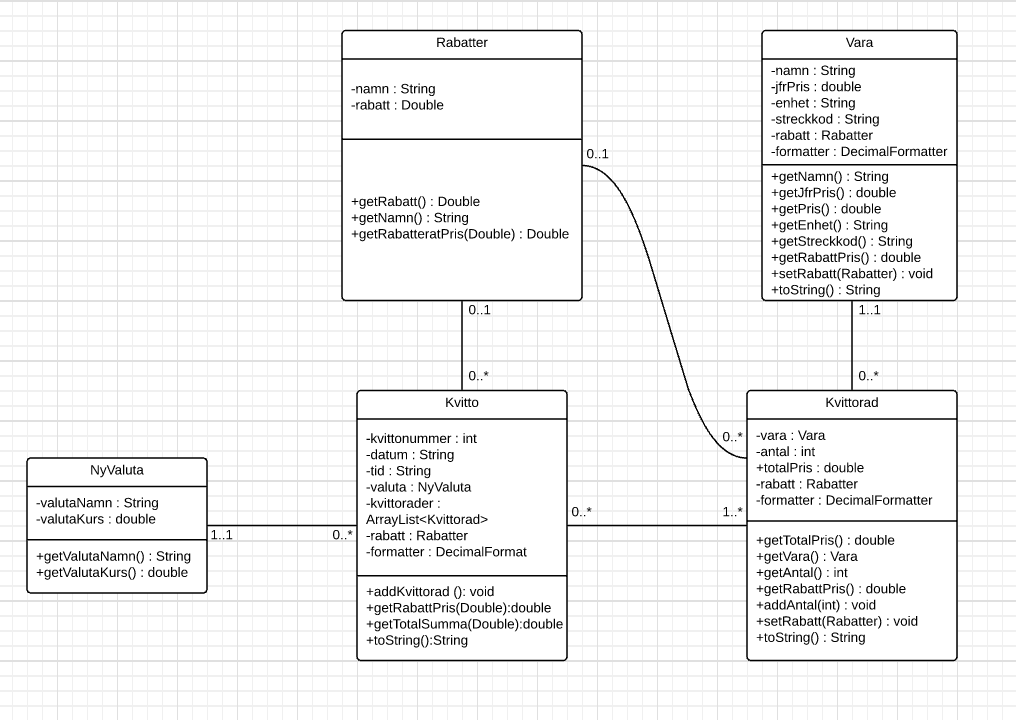 Rabatter
-namn : String
-rabatt : Double
+getRabatt() : Double
+getNamn() : String
+getRabatteratPris(Double) : Double
0..1
0..1
0..*
Vara
-namn : String
-jfrPris : double
-enhet : String
-streckkod : String
-rabatt : Rabatter
-formatter : DecimalFormatter
+getNamn() : String
+getJfrPris() : double
+getPris() : double
+getEnhet() : String
+getStreckkod() : String
+getRabattPris() : double
+setRabatt(Rabatter) : void
+toString() : String
1..1
0..*
NyValuta
-valutaNamn : String
-valutaKurs : double
+getValutaNamn() : String
+getValutaKurs() : double
1..1
0..*
Kvitto
-kvittonummer : int
-datum : String
-tid : String
-valuta : NyValuta
-kvittorader :
ArrayList<Kvittorad>
-rabatt : Rabatter
-formatter : DecimalFormat
+addKvittorad (): void
+getRabattPris(Double):double
+getTotalSumma(Double):double
+toString():String
0..*
1..*
0..*
Kvittorad
-vara : Vara
-antal : int
+totalPris : double
-rabatt : Rabatter
-formatter : DecimalFormatter
+getTotalPris() : double
+getVara() : Vara
+getAntal() : int
+getRabattPris() : double
+addAntal(int) : void
+setRabatt(Rabatter) : void
+toString() : String